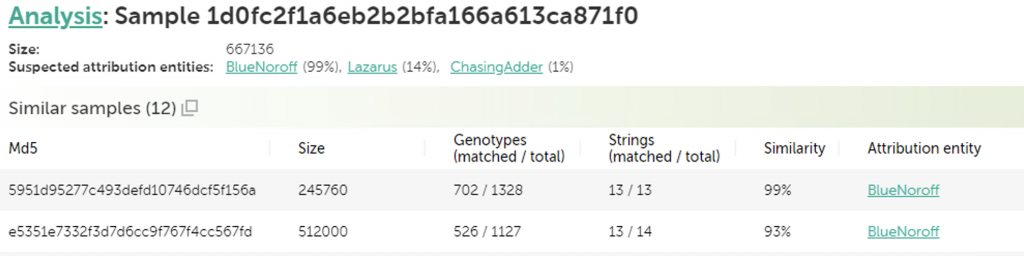 Analysis: Sample 1d0fc2f1a6eb2b2bfa166a613ca871f0
Size: 667136
Suspected attribution entities: BlueNoroff (99%), Lazarus (14%), ChasingAdder (1%)
Similar samples (12)
Md5 Size Genotypes (matched / total) Strings (matched / total) Similarity Attribution entity
5951d95277c493defd10746dcf5f156a 245760 702 / 1328 13 / 13 99% BlueNoroff
e5351e7332f3d7d6cc9f767f4cc567fd 512000 526 / 1127 13 / 14 93% BlueNoroff